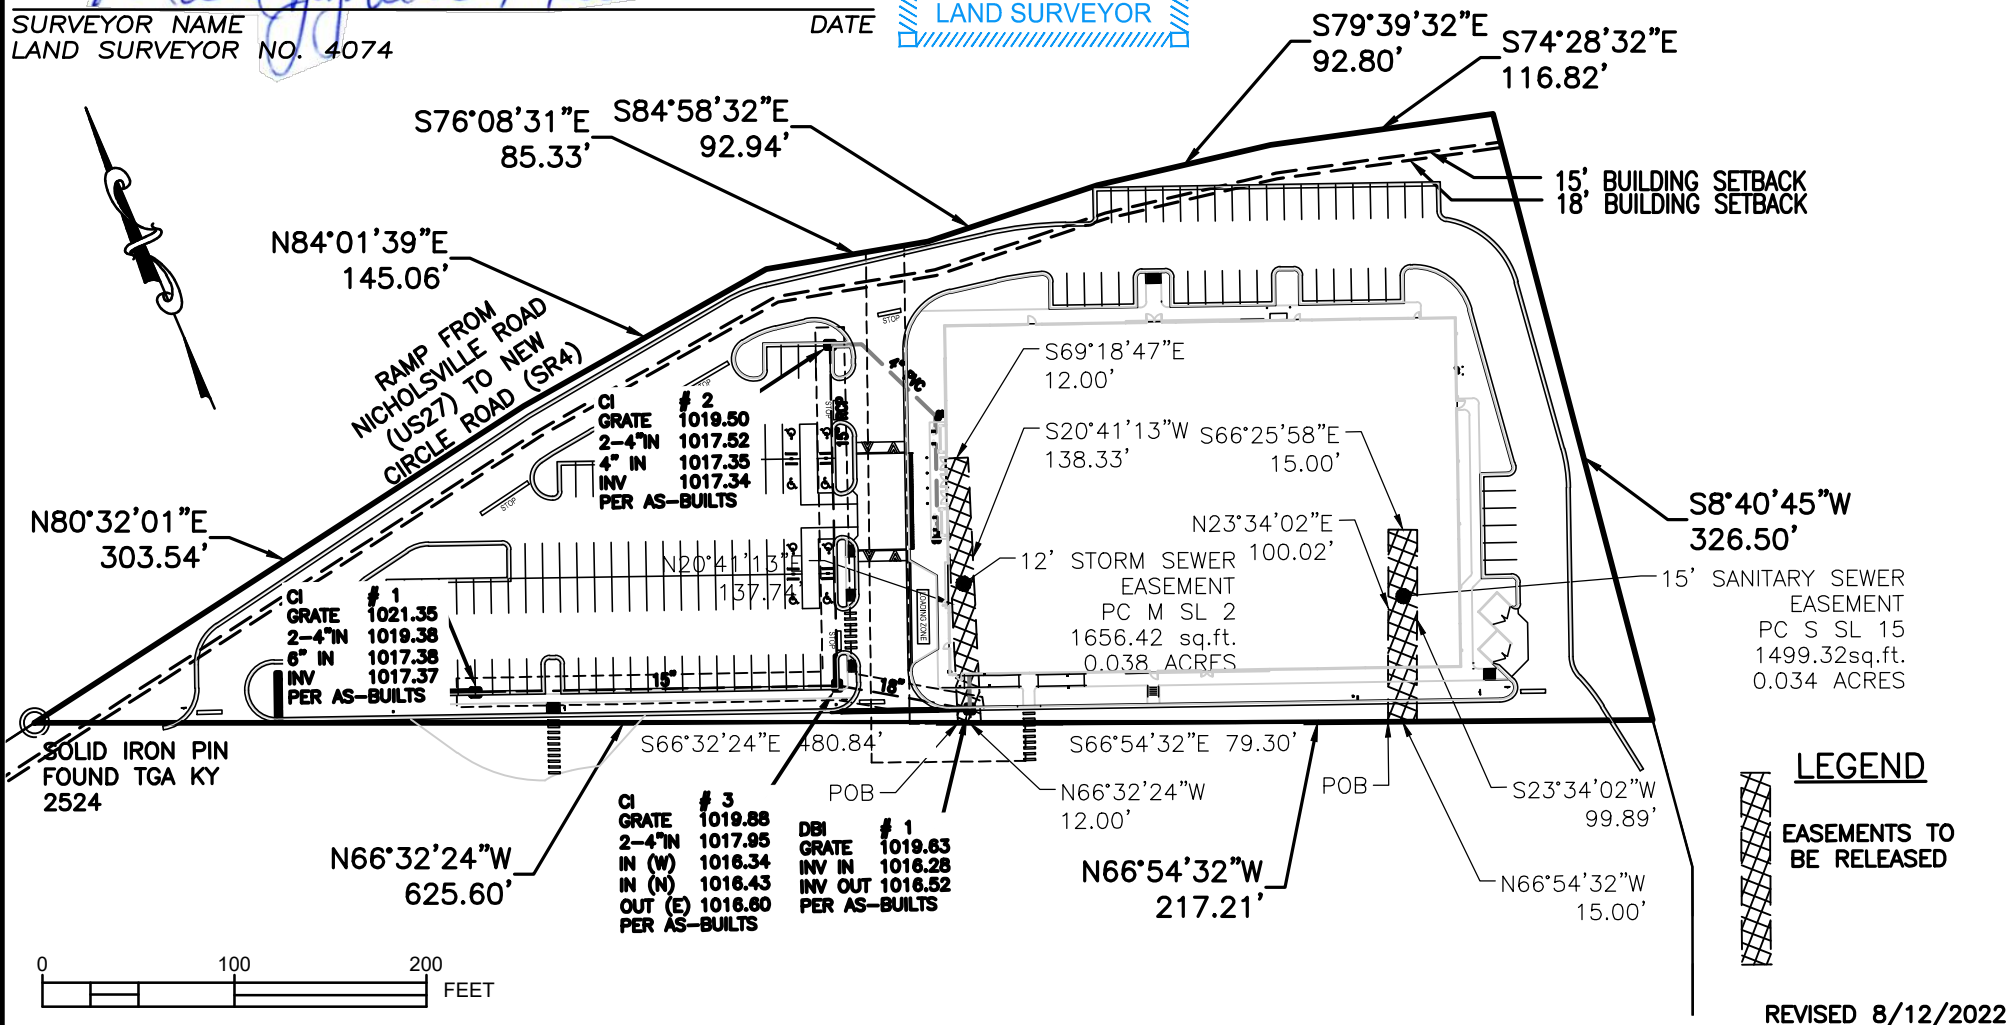 SURVEYOR NAME
DATE
LAND SURVEYOR NO. 4074
LAND SURVEYOR
S79°39'32"E
92.80'
S74°28'32"E
116.82'
S76°08'31"E
85.33'
S84°58'32"E
92.94'
15' BUILDING SETBACK
18' BUILDING SETBACK
N84°01'39"E
145.06'
RAMP FROM
NICHOLSVILLE ROAD
(US27) TO NEW
CIRCLE ROAD (SR4)
N80°32'01"E
303.54'
STOP
STOP
STOP
STOP
STOP
CI # 2
GRATE 1019.50
2-4"IN 1017.52
4" IN 1017.35
INV 1017.34
PER AS-BUILTS
15" RCP
4" PVC
S69°18'47"E
12.00'
S20°41'13"W
138.33'
S66°25'58"E
15.00'
N23°34'02"E
100.02'
S8°40'45"W
326.50'
N20°41'13"E
137.74'
12' STORM SEWER
EASEMENT
PC M SL 2
1656.42 sq.ft.
0.038 ACRES
15' SANITARY SEWER
EASEMENT
PC S SL 15
1499.32sq.ft.
0.034 ACRES
LOADING ZONE
CI # 1
GRATE 1021.35
2-4"IN 1019.38
6" IN 1017.38
INV 1017.37
PER AS-BUILTS
15"
18"
SOLID IRON PIN
FOUND TGA KY
2524
S66°32'24"E 480.84'
S66°54'32"E 79.30'
POB
N66°32'24"W
12.00'
POB
S23°34'02"W
99.89'
N66°54'32"W
15.00'
N66°32'24"W
625.60'
CI # 3
GRATE 1019.88
2-4"IN 1017.95
IN (W) 1016.34
IN (N) 1016.43
OUT (E) 1016.60
PER AS-BUILTS
DBI # 1
GRATE 1019.63
INV IN 1016.28
INV OUT 1016.52
PER AS-BUILTS
N66°54'32"W
217.21'
LEGEND
EASEMENTS TO
BE RELEASED
0 100 200
FEET
REVISED 8/12/2022